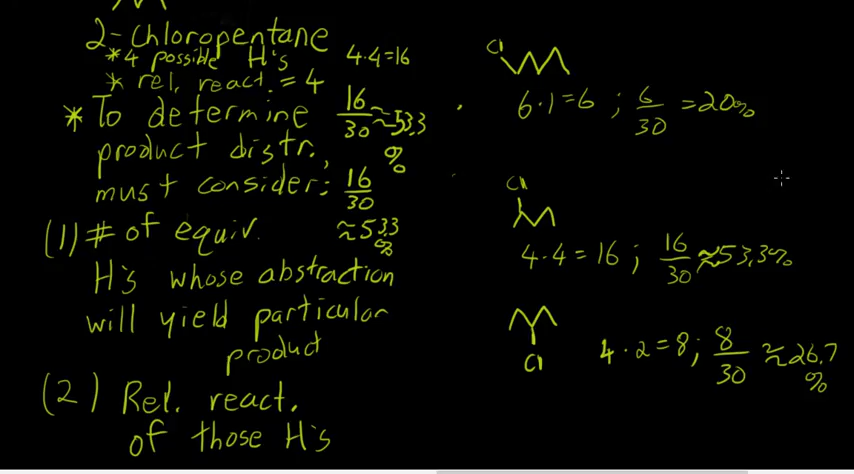 2-Chloropentane
*4 possible H's 4·4=16
* rel. react. = 4
* To determine 16/30 ≈53.3
product distr., %
must consider: 16/30
(1) # of equiv. ≈53.3
%
H's whose abstraction
will yield particular
product
(2) Rel. react.
of those H's
Cl
6·1=6 ; 6/30 =20%
Cl
4·4=16 ; 16/30 ≈53.3%
Cl
4·2=8; 8/30 ≈26.7
%